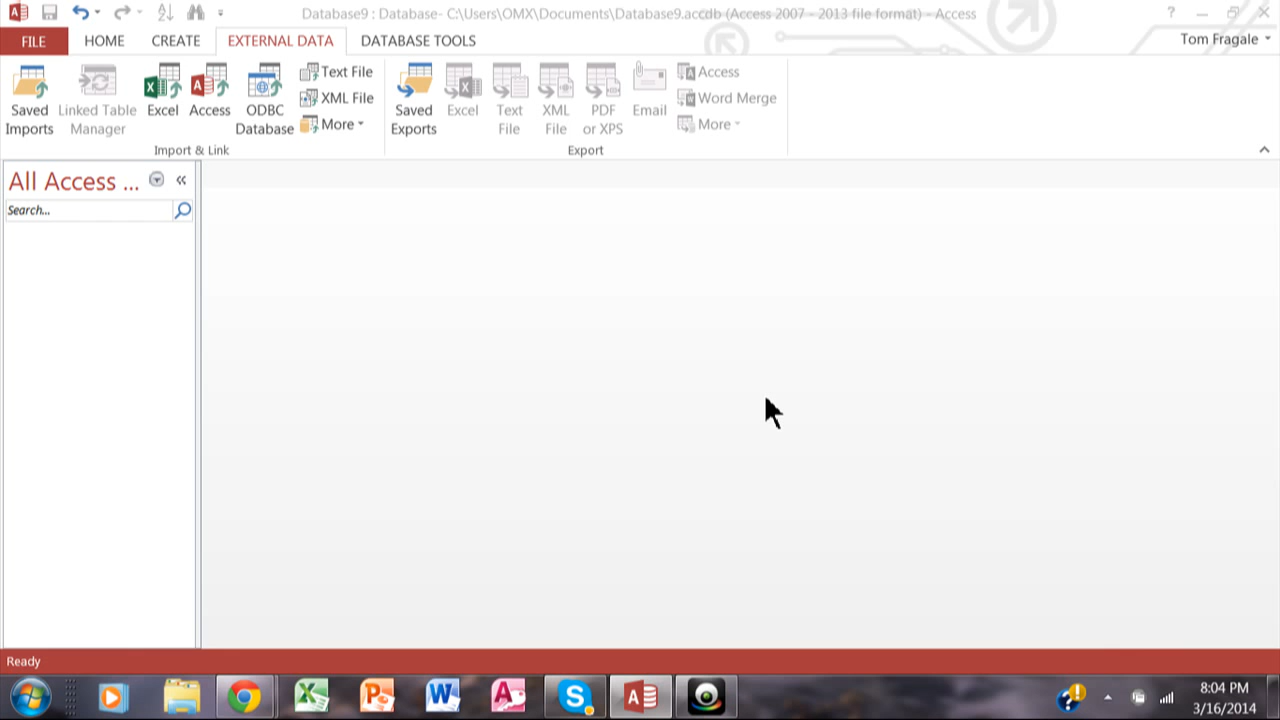 Database9 : Database- C:\Users\OMX\Documents\Database9.accdb (Access 2007 - 2013 file format) - Access
FILE HOME CREATE EXTERNAL DATA DATABASE TOOLS Tom Fragale
Saved Imports
Linked Table Manager
Excel
Access
ODBC Database
Text File
XML File
More
Import & Link
Saved Exports
Excel
Text File
XML File
PDF or XPS
Email
Access
Word Merge
More
Export
All Access ...
Search...
Ready
8:04 PM
3/16/2014